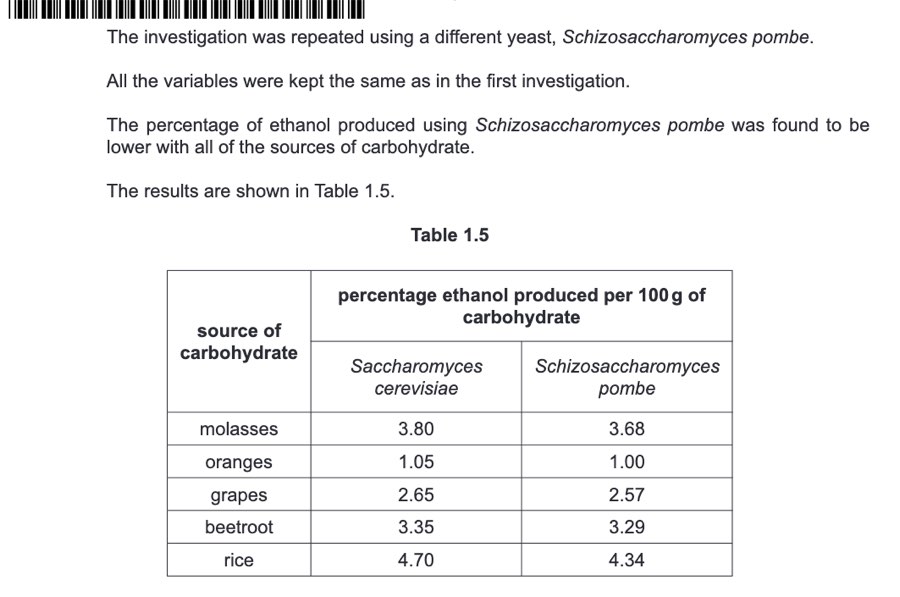 The investigation was repeated using a different yeast, Schizosaccharomyces pombe.
All the variables were kept the same as in the first investigation.
The percentage of ethanol produced using Schizosaccharomyces pombe was found to be
lower with all of the sources of carbohydrate.
The results are shown in Table 1.5.
Table 1.5
source of
carbohydrate
percentage ethanol produced per 100 g of
carbohydrate
Saccharomyces
cerevisiae
Schizosaccharomyces
pombe
molasses 3.80 3.68
oranges 1.05 1.00
grapes 2.65 2.57
beetroot 3.35 3.29
rice 4.70 4.34